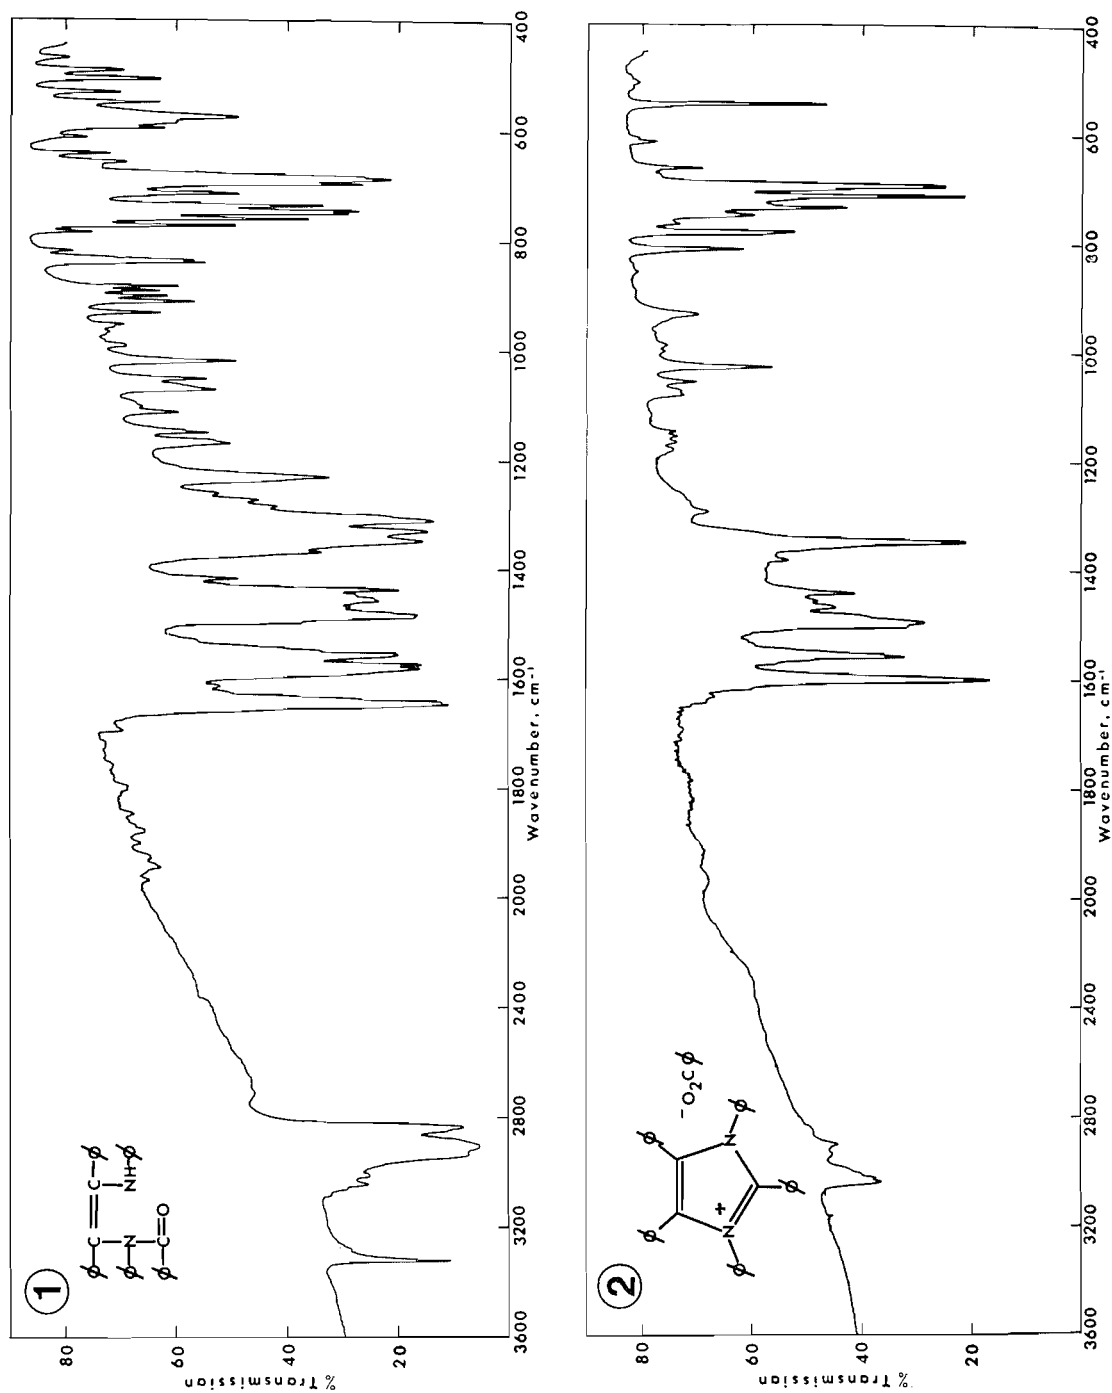 1
ϕ C C ϕ
ϕ N NH ϕ
ϕ C O
80
60
40
20
% Transmission
3600 3200 2800 2400 2000 1800 1600 1400 1200 1000 800 600 400
Wavenumber, cm⁻¹
2
ϕ ϕ
ϕ N + N ϕ
ϕ
⁻O₂Cϕ
80
60
40
20
% Transmission
3600 3200 2800 2400 2000 1800 1600 1400 1200 1000 800 600 400
Wavenumber, cm⁻¹